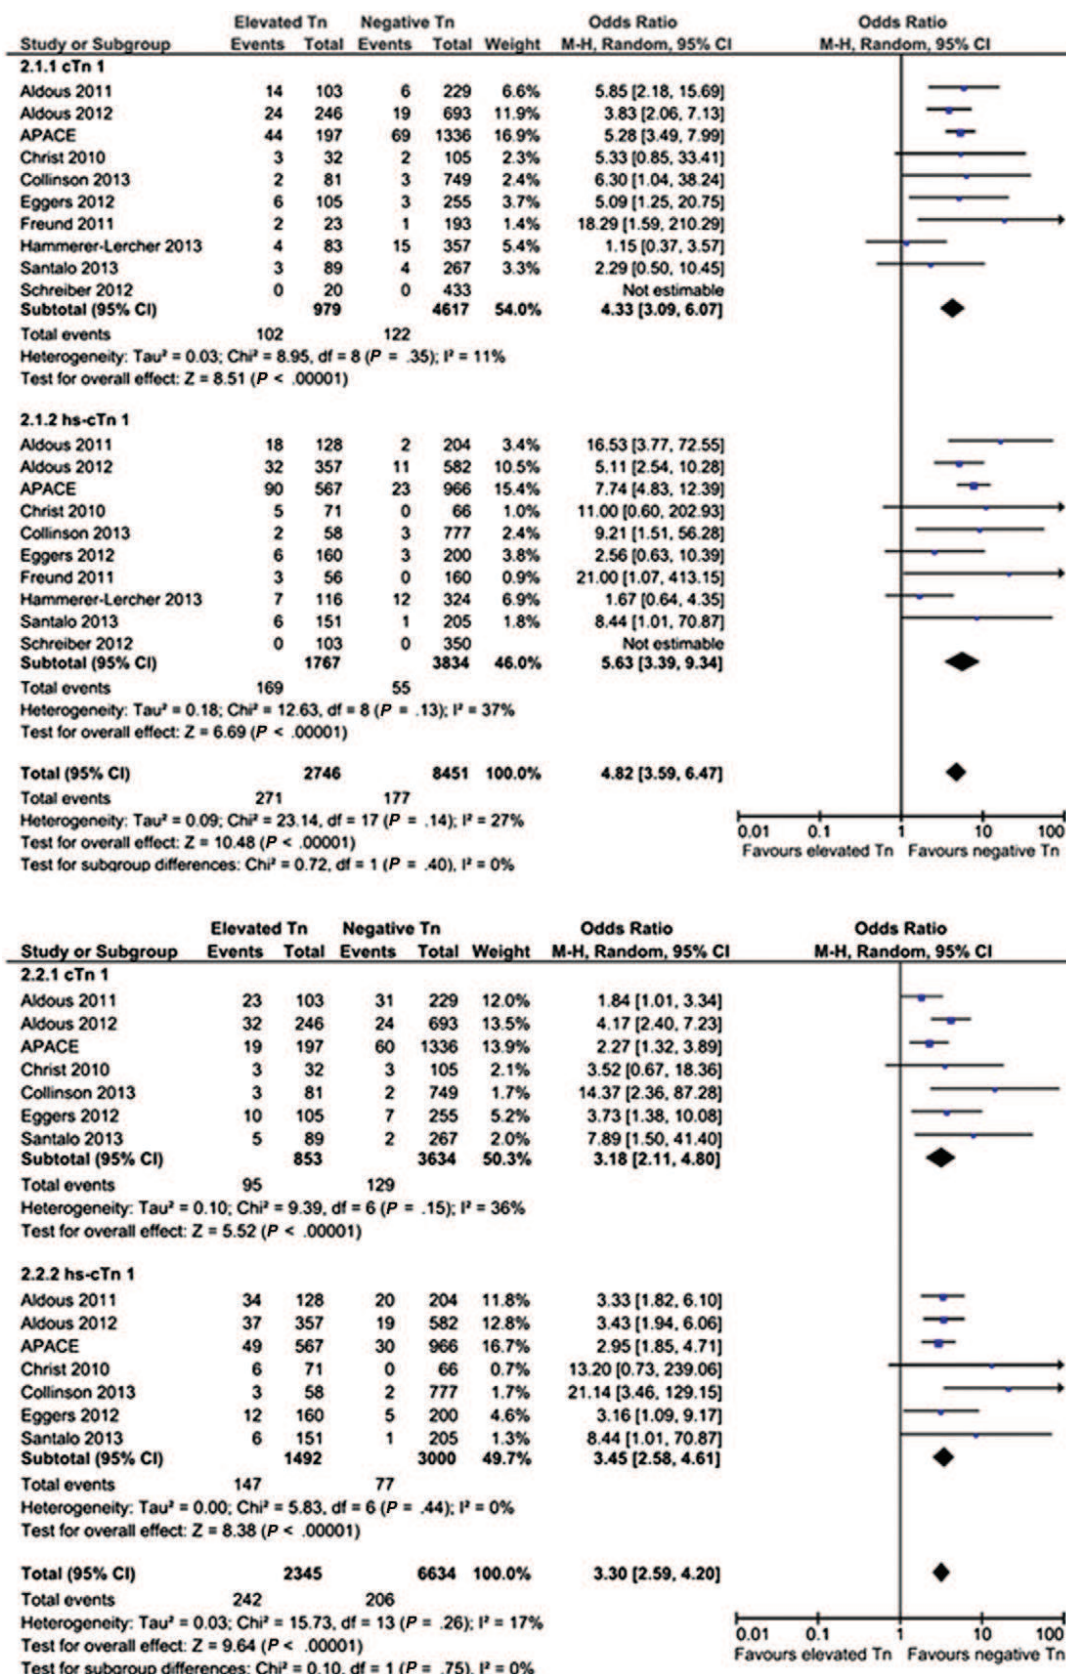 Elevated Tn Negative Tn Odds Ratio Odds Ratio
Study or Subgroup Events Total Events Total Weight M-H, Random, 95% CI M-H, Random, 95% CI
2.1.1 cTn 1
Aldous 2011 14 103 6 229 6.6% 5.85 [2.18, 15.69]
Aldous 2012 24 246 19 693 11.9% 3.83 [2.06, 7.13]
APACE 44 197 69 1336 16.9% 5.28 [3.49, 7.99]
Christ 2010 3 32 2 105 2.3% 5.33 [0.85, 33.41]
Collinson 2013 2 81 3 749 2.4% 6.30 [1.04, 38.24]
Eggers 2012 6 105 3 255 3.7% 5.09 [1.25, 20.75]
Freund 2011 2 23 1 193 1.4% 18.29 [1.59, 210.29]
Hammerer-Lercher 2013 4 83 15 357 5.4% 1.15 [0.37, 3.57]
Santalo 2013 3 89 4 267 3.3% 2.29 [0.50, 10.45]
Schreiber 2012 0 20 0 433 Not estimable
Subtotal (95% CI) 979 4617 54.0% 4.33 [3.09, 6.07]
Total events 102 122
Heterogeneity: Tau² = 0.03; Chi² = 8.95, df = 8 (P = .35); I² = 11%
Test for overall effect: Z = 8.51 (P < .00001)
2.1.2 hs-cTn 1
Aldous 2011 18 128 2 204 3.4% 16.53 [3.77, 72.55]
Aldous 2012 32 357 11 582 10.5% 5.11 [2.54, 10.28]
APACE 90 567 23 966 15.4% 7.74 [4.83, 12.39]
Christ 2010 5 71 0 66 1.0% 11.00 [0.60, 202.93]
Collinson 2013 2 58 3 777 2.4% 9.21 [1.51, 56.28]
Eggers 2012 6 160 3 200 3.8% 2.56 [0.63, 10.39]
Freund 2011 3 56 0 160 0.9% 21.00 [1.07, 413.15]
Hammerer-Lercher 2013 7 116 12 324 6.9% 1.67 [0.64, 4.35]
Santalo 2013 6 151 1 205 1.8% 8.44 [1.01, 70.87]
Schreiber 2012 0 103 0 350 Not estimable
Subtotal (95% CI) 1767 3834 46.0% 5.63 [3.39, 9.34]
Total events 169 55
Heterogeneity: Tau² = 0.18; Chi² = 12.63, df = 8 (P = .13); I² = 37%
Test for overall effect: Z = 6.69 (P < .00001)
Total (95% CI) 2746 8451 100.0% 4.82 [3.59, 6.47]
Total events 271 177
Heterogeneity: Tau² = 0.09; Chi² = 23.14, df = 17 (P = .14); I² = 27%
Test for overall effect: Z = 10.48 (P < .00001)
Test for subgroup differences: Chi² = 0.72, df = 1 (P = .40), I² = 0%
0.01 0.1 1 10 100
Favours elevated Tn Favours negative Tn
Elevated Tn Negative Tn Odds Ratio Odds Ratio
Study or Subgroup Events Total Events Total Weight M-H, Random, 95% CI M-H, Random, 95% CI
2.2.1 cTn 1
Aldous 2011 23 103 31 229 12.0% 1.84 [1.01, 3.34]
Aldous 2012 32 246 24 693 13.5% 4.17 [2.40, 7.23]
APACE 19 197 60 1336 13.9% 2.27 [1.32, 3.89]
Christ 2010 3 32 3 105 2.1% 3.52 [0.67, 18.36]
Collinson 2013 3 81 2 749 1.7% 14.37 [2.36, 87.28]
Eggers 2012 10 105 7 255 5.2% 3.73 [1.38, 10.08]
Santalo 2013 5 89 2 267 2.0% 7.89 [1.50, 41.40]
Subtotal (95% CI) 853 3634 50.3% 3.18 [2.11, 4.80]
Total events 95 129
Heterogeneity: Tau² = 0.10; Chi² = 9.39, df = 6 (P = .15); I² = 36%
Test for overall effect: Z = 5.52 (P < .00001)
2.2.2 hs-cTn 1
Aldous 2011 34 128 20 204 11.8% 3.33 [1.82, 6.10]
Aldous 2012 37 357 19 582 12.8% 3.43 [1.94, 6.06]
APACE 49 567 30 966 16.7% 2.95 [1.85, 4.71]
Christ 2010 6 71 0 66 0.7% 13.20 [0.73, 239.06]
Collinson 2013 3 58 2 777 1.7% 21.14 [3.46, 129.15]
Eggers 2012 12 160 5 200 4.6% 3.16 [1.09, 9.17]
Santalo 2013 6 151 1 205 1.3% 8.44 [1.01, 70.87]
Subtotal (95% CI) 1492 3000 49.7% 3.45 [2.58, 4.61]
Total events 147 77
Heterogeneity: Tau² = 0.00; Chi² = 5.83, df = 6 (P = .44); I² = 0%
Test for overall effect: Z = 8.38 (P < .00001)
Total (95% CI) 2345 6634 100.0% 3.30 [2.59, 4.20]
Total events 242 206
Heterogeneity: Tau² = 0.03; Chi² = 15.73, df = 13 (P = .26); I² = 17%
Test for overall effect: Z = 9.64 (P < .00001)
Test for subgroup differences: Chi² = 0.10, df = 1 (P = .75), I² = 0%
0.01 0.1 1 10 100
Favours elevated Tn Favours negative Tn